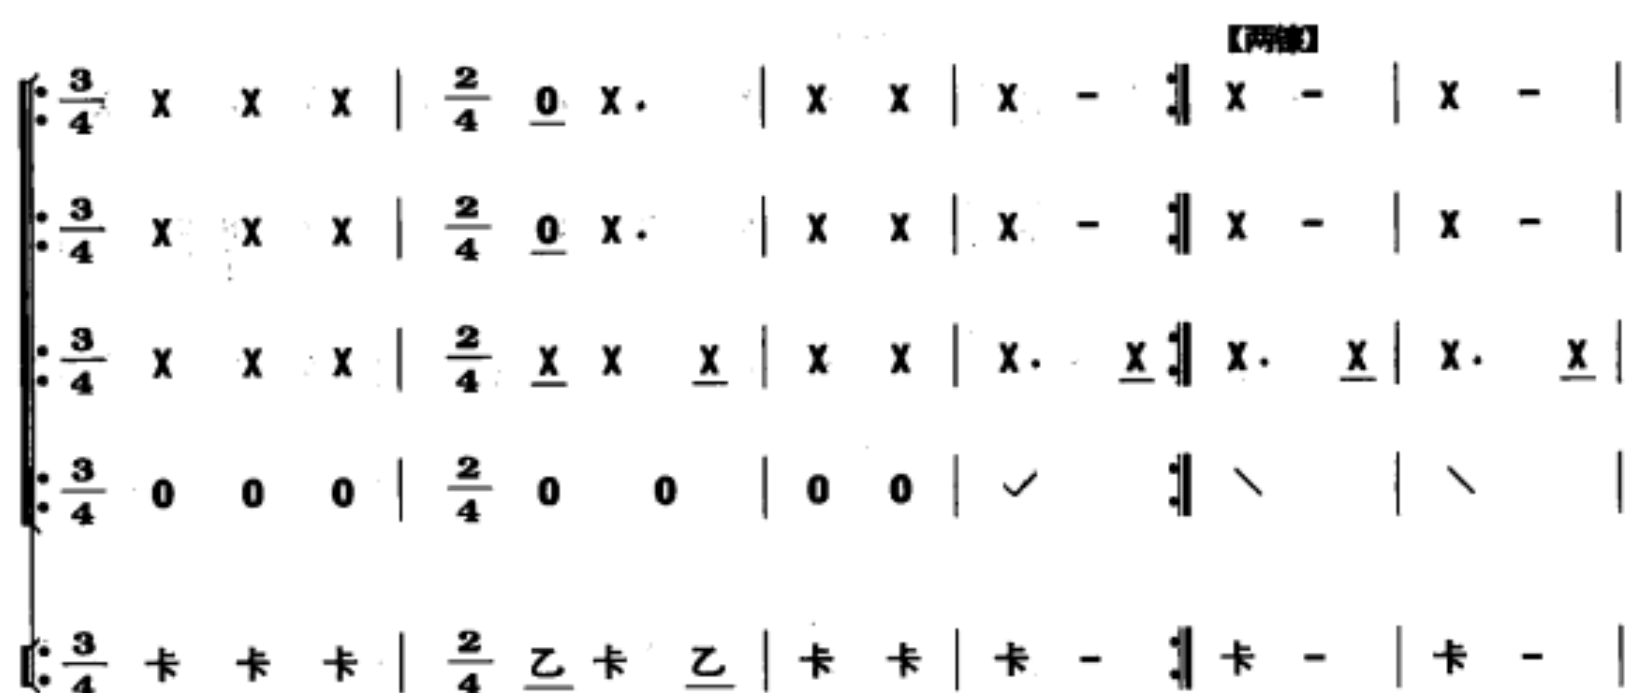 3/4 X X X | 2/4 0 X. | X X | X - :‖ X - | X - |
3/4 X X X | 2/4 0 X. | X X | X - :‖ X - | X - |
3/4 X X X | 2/4 X X X | X X | X. X :‖ X. X | X. X |
3/4 0 0 0 | 2/4 0 0 | 0 0 | ✓ :‖ \ | \ |
3/4 卡 卡 卡 | 2/4 乙 卡 乙 | 卡 卡 | 卡 - :‖ 卡 - | 卡 - |